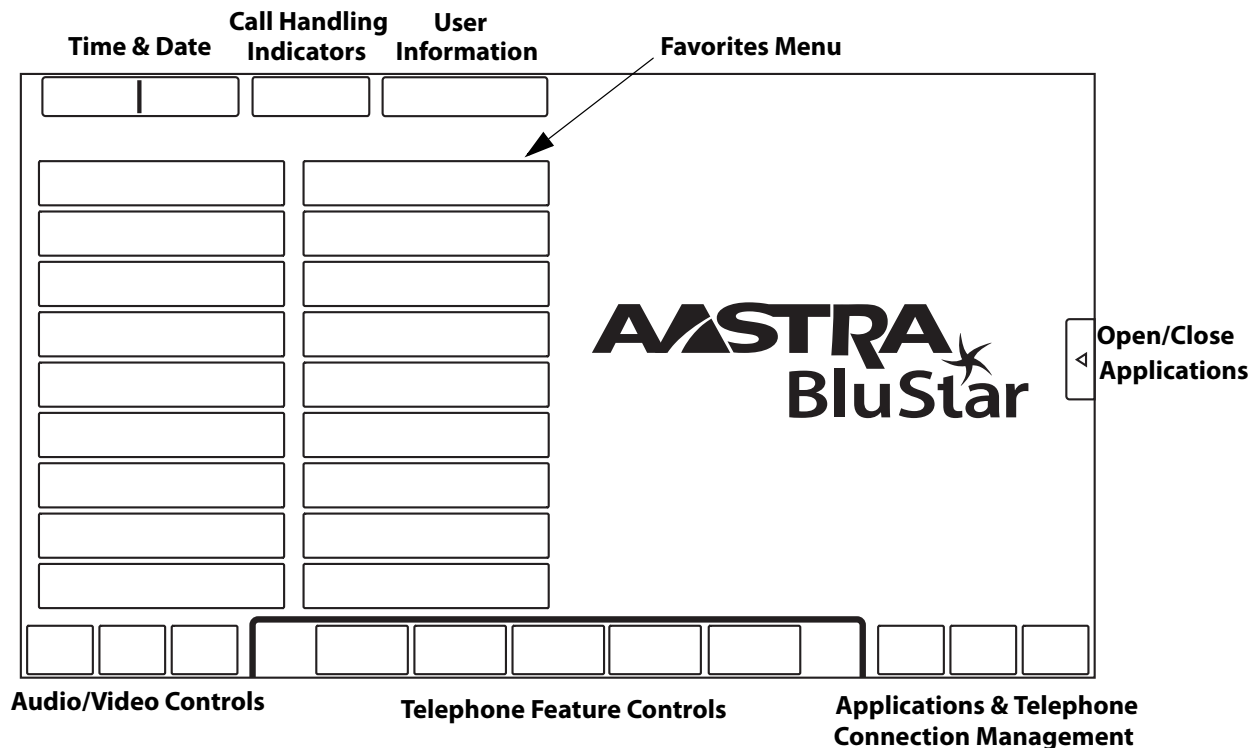 Time & Date
Call Handling
Indicators
User
Information
Favorites Menu
AASTRA
BluStar
Open/Close
Applications
Audio/Video Controls
Telephone Feature Controls
Applications & Telephone
Connection Management